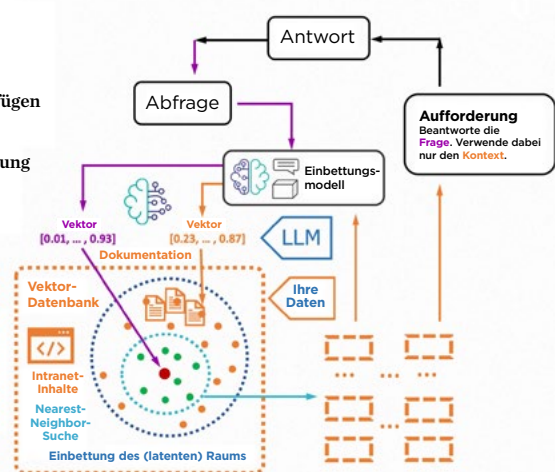 Antwort
fügen
Abfrage
ung
Aufforderung
Beantworte die
Frage. Verwende dabei
nur den Kontext.
Einbettungs-
modell
Vektor
[0.01, ... , 0.93]
Vektor
[0.23, ... , 0.87]
LLM
Dokumentation
Vektor-
Datenbank
Ihre
Daten
</>
Intranet-
Inhalte
Nearest-
Neighbor-
Suche
Einbettung des (latenten) Raums